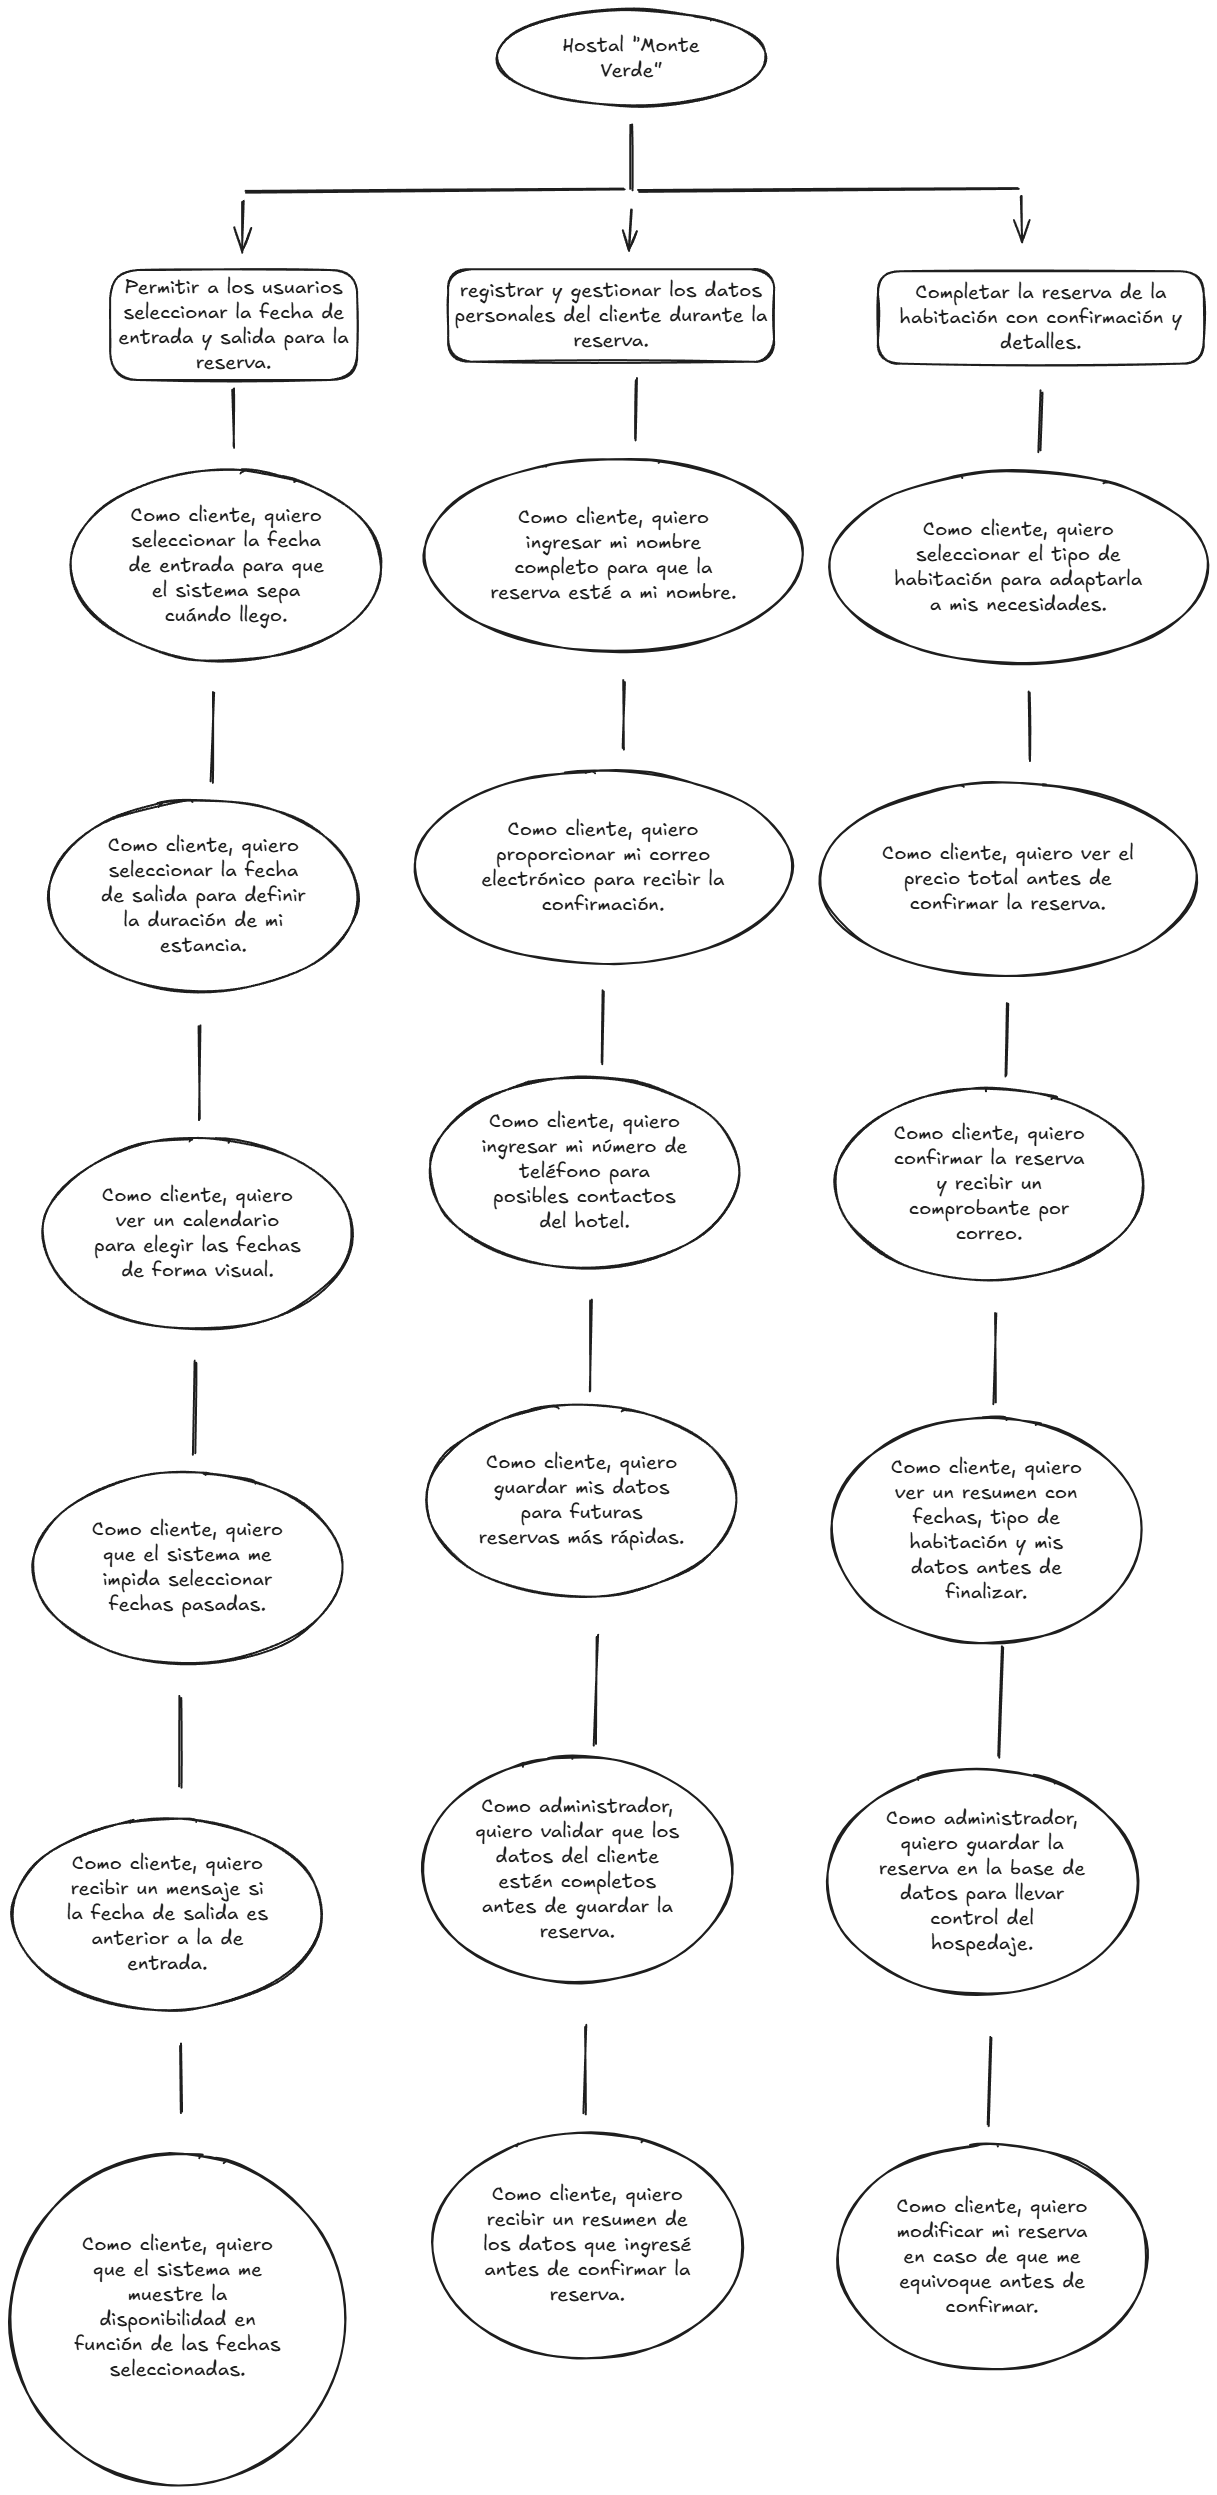 Hostal "Monte
Verde"
Permitir a los usuarios
seleccionar la fecha de
entrada y salida para la
reserva.
registrar y gestionar los datos
personales del cliente durante la
reserva.
Completar la reserva de la
habitación con confirmación y
detalles.
Como cliente, quiero
seleccionar la fecha
de entrada para que
el sistema sepa
cuándo llego.
Como cliente, quiero
ingresar mi nombre
completo para que la
reserva esté a mi nombre.
Como cliente, quiero
seleccionar el tipo de
habitación para adaptarla
a mis necesidades.
Como cliente, quiero
seleccionar la fecha
de salida para definir
la duración de mi
estancia.
Como cliente, quiero
proporcionar mi correo
electrónico para recibir la
confirmación.
Como cliente, quiero ver el
precio total antes de
confirmar la reserva.
Como cliente, quiero
ver un calendario
para elegir las fechas
de forma visual.
Como cliente, quiero
ingresar mi número de
teléfono para
posibles contactos
del hotel.
Como cliente, quiero
confirmar la reserva
y recibir un
comprobante por
correo.
Como cliente, quiero
que el sistema me
impida seleccionar
fechas pasadas.
Como cliente, quiero
guardar mis datos
para futuras
reservas más rápidas.
Como cliente, quiero
ver un resumen con
fechas, tipo de
habitación y mis
datos antes de
finalizar.
Como cliente, quiero
recibir un mensaje si
la fecha de salida es
anterior a la de
entrada.
Como administrador,
quiero validar que los
datos del cliente
estén completos
antes de guardar la
reserva.
Como administrador,
quiero guardar la
reserva en la base de
datos para llevar
control del
hospedaje.
Como cliente, quiero
que el sistema me
muestre la
disponibilidad en
función de las fechas
seleccionadas.
Como cliente, quiero
recibir un resumen de
los datos que ingresé
antes de confirmar la
reserva.
Como cliente, quiero
modificar mi reserva
en caso de que me
equivoque antes de
confirmar.